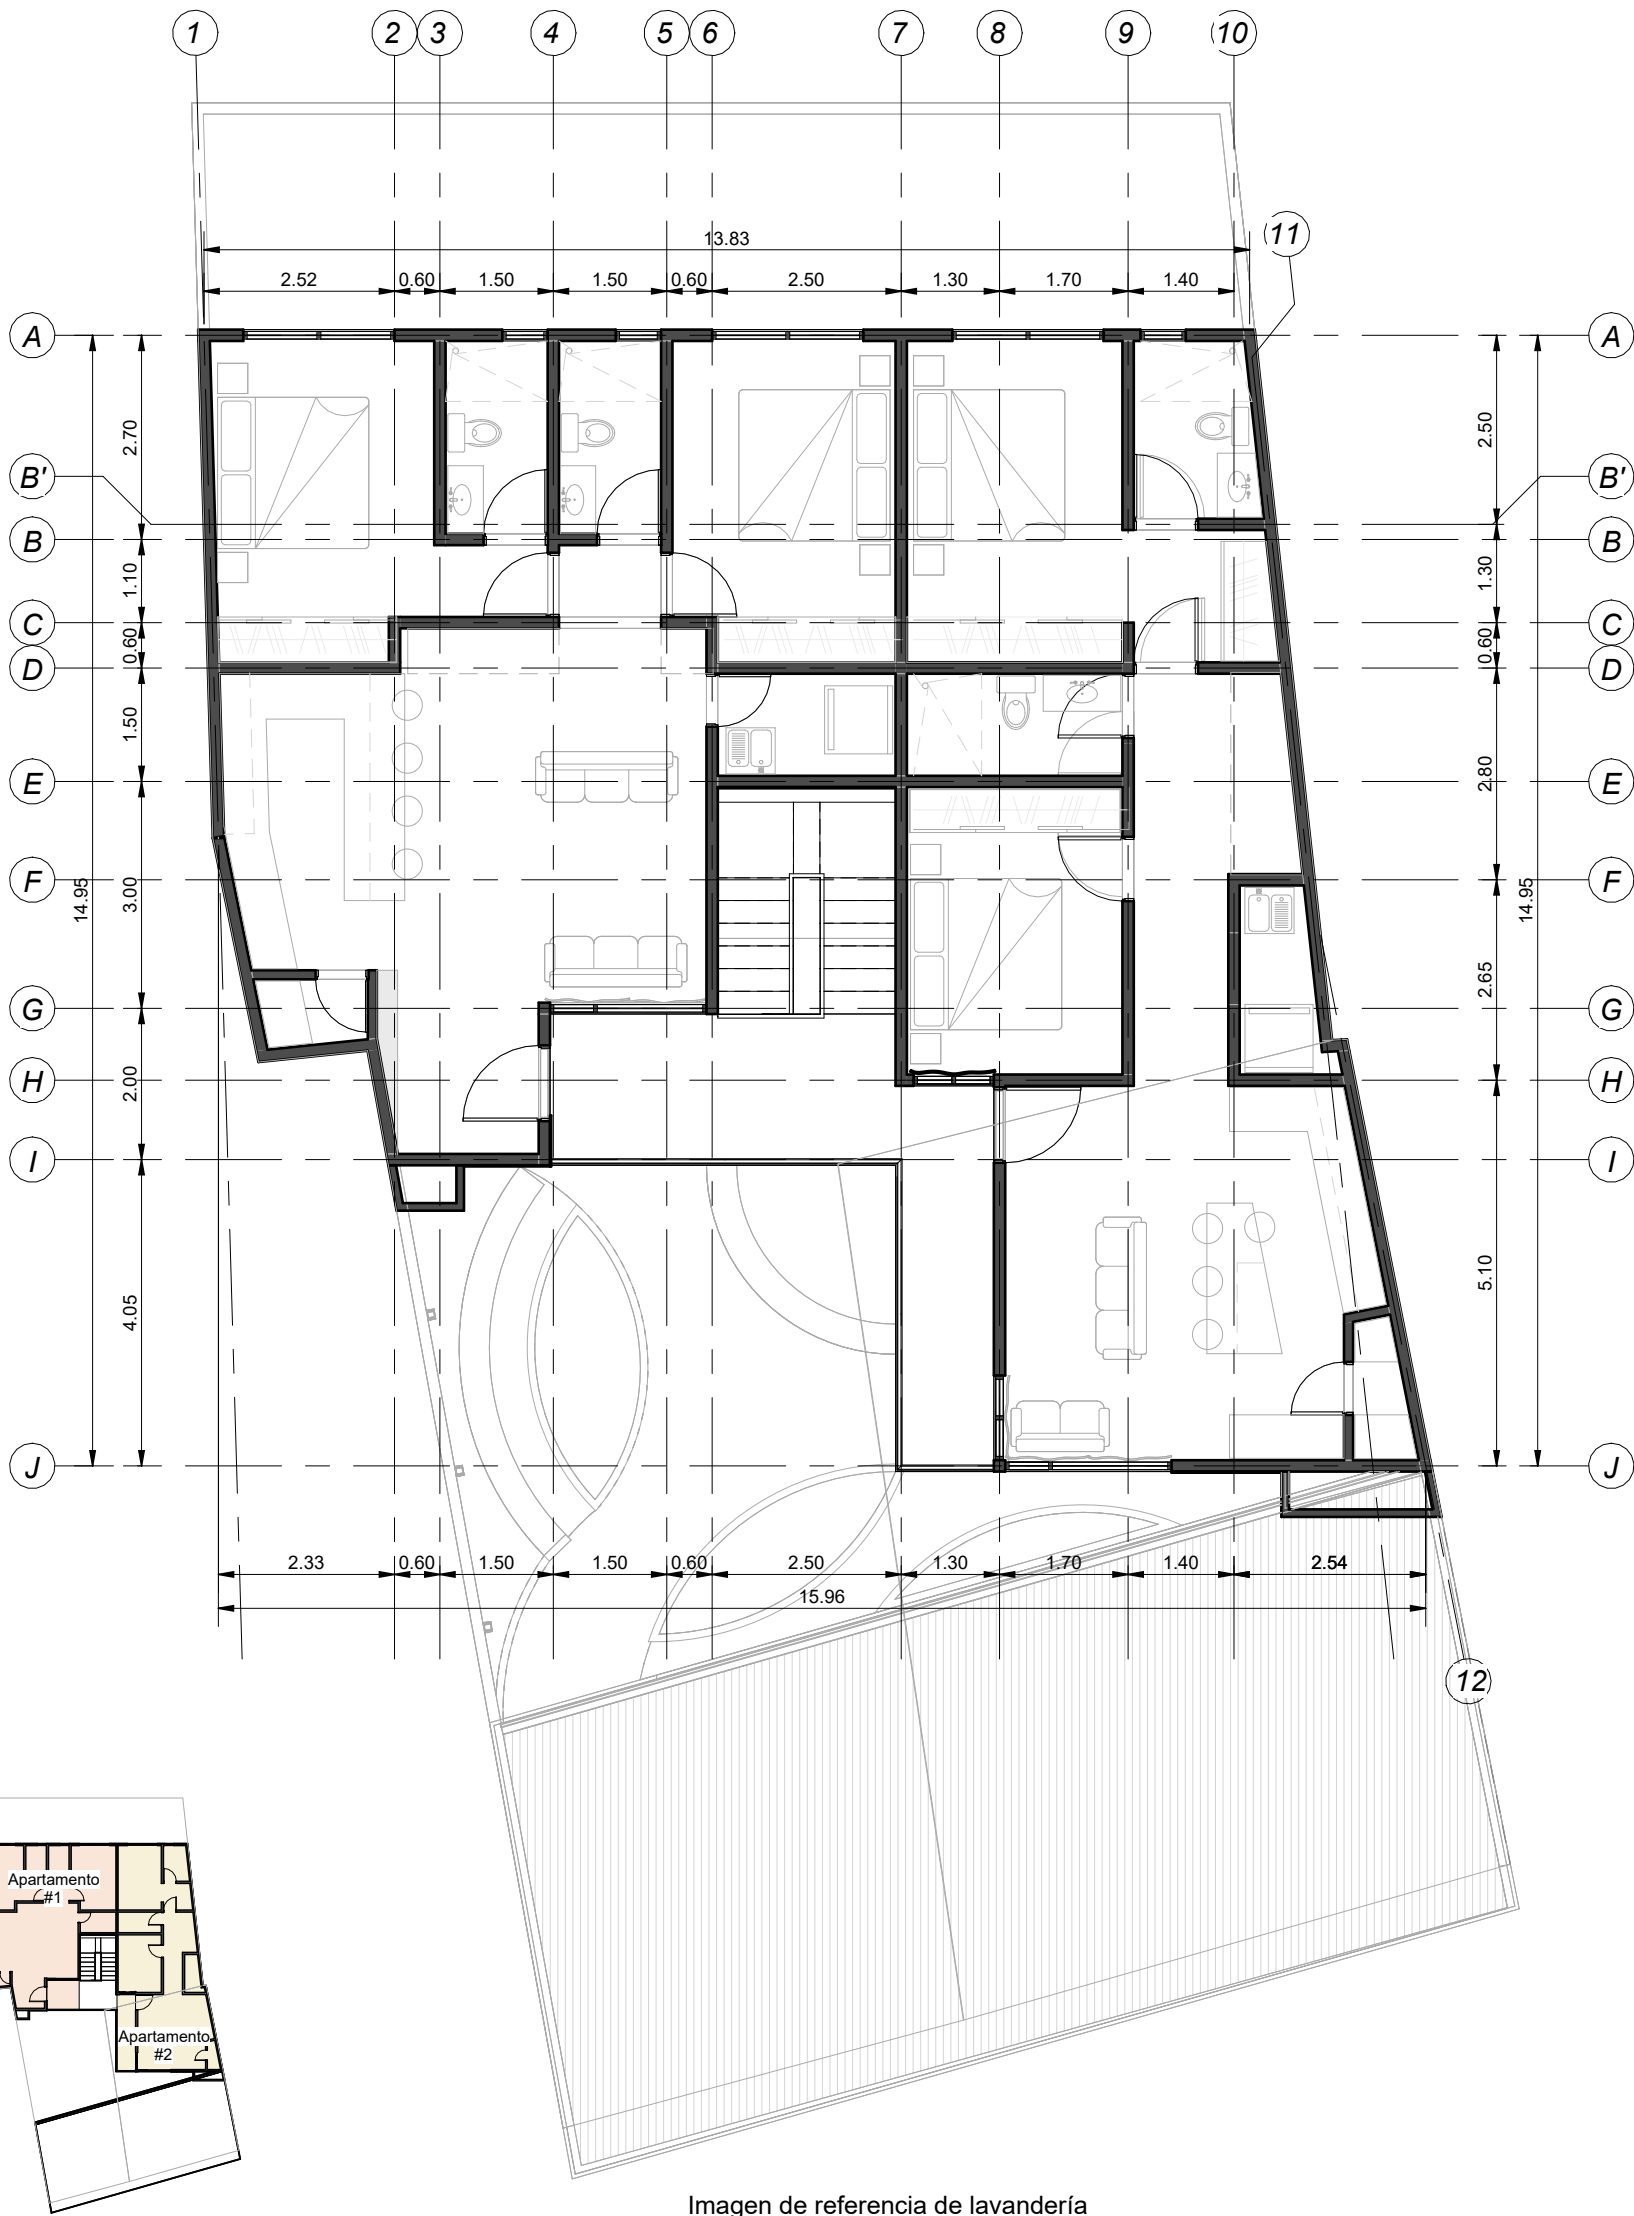 1 2 3 4 5 6 7 8 9 10
11
13.83
2.52 0.60 1.50 1.50 0.60 2.50 1.30 1.70 1.40
A A
2.70 2.50
B' B'
B B
1.10 1.30
C C
0.60 0.60
D D
1.50
E 2.80 E
F F
14.95 3.00 14.95
2.65
G G
2.00
H H
I I
4.05 5.10
J J
2.33 0.60 1.50 1.50 0.60 2.50 1.30 1.70 1.40 2.54
15.96
12
Apartamento
#1
Apartamento
#2
Imagen de referencia de lavandería